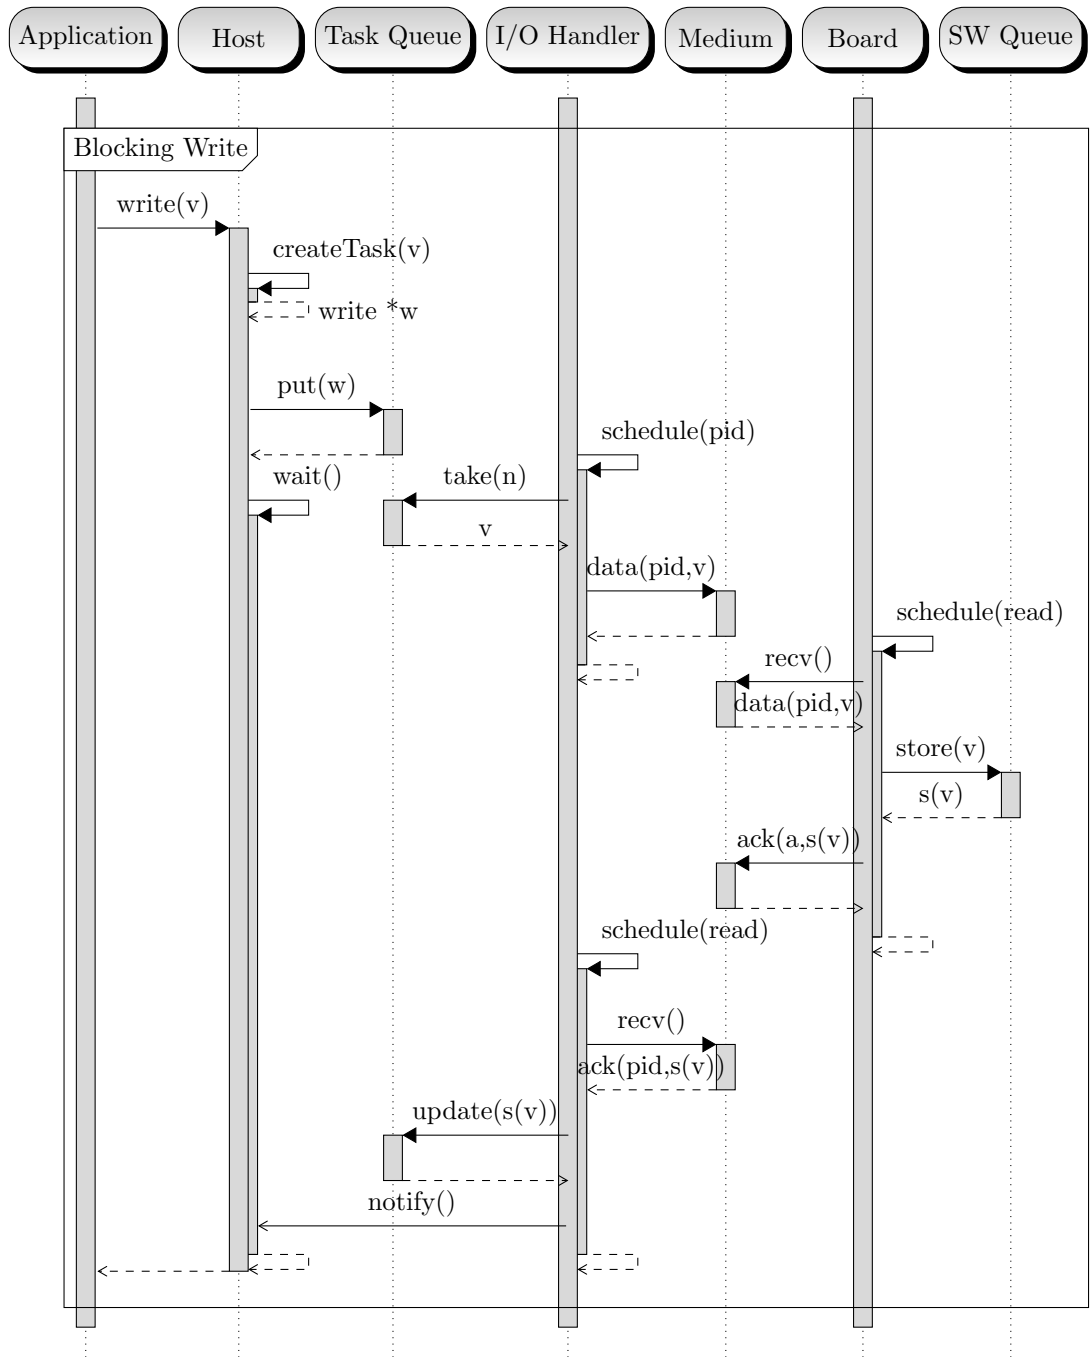 Application
Host
Task Queue
I/O Handler
Medium
Board
SW Queue
Blocking Write
write(v)
createTask(v)
write *w
put(w)
schedule(pid)
wait()
take(n)
v
data(pid,v)
schedule(read)
recv()
data(pid,v)
store(v)
s(v)
ack(a,s(v))
schedule(read)
recv()
ack(pid,s(v))
update(s(v))
notify()